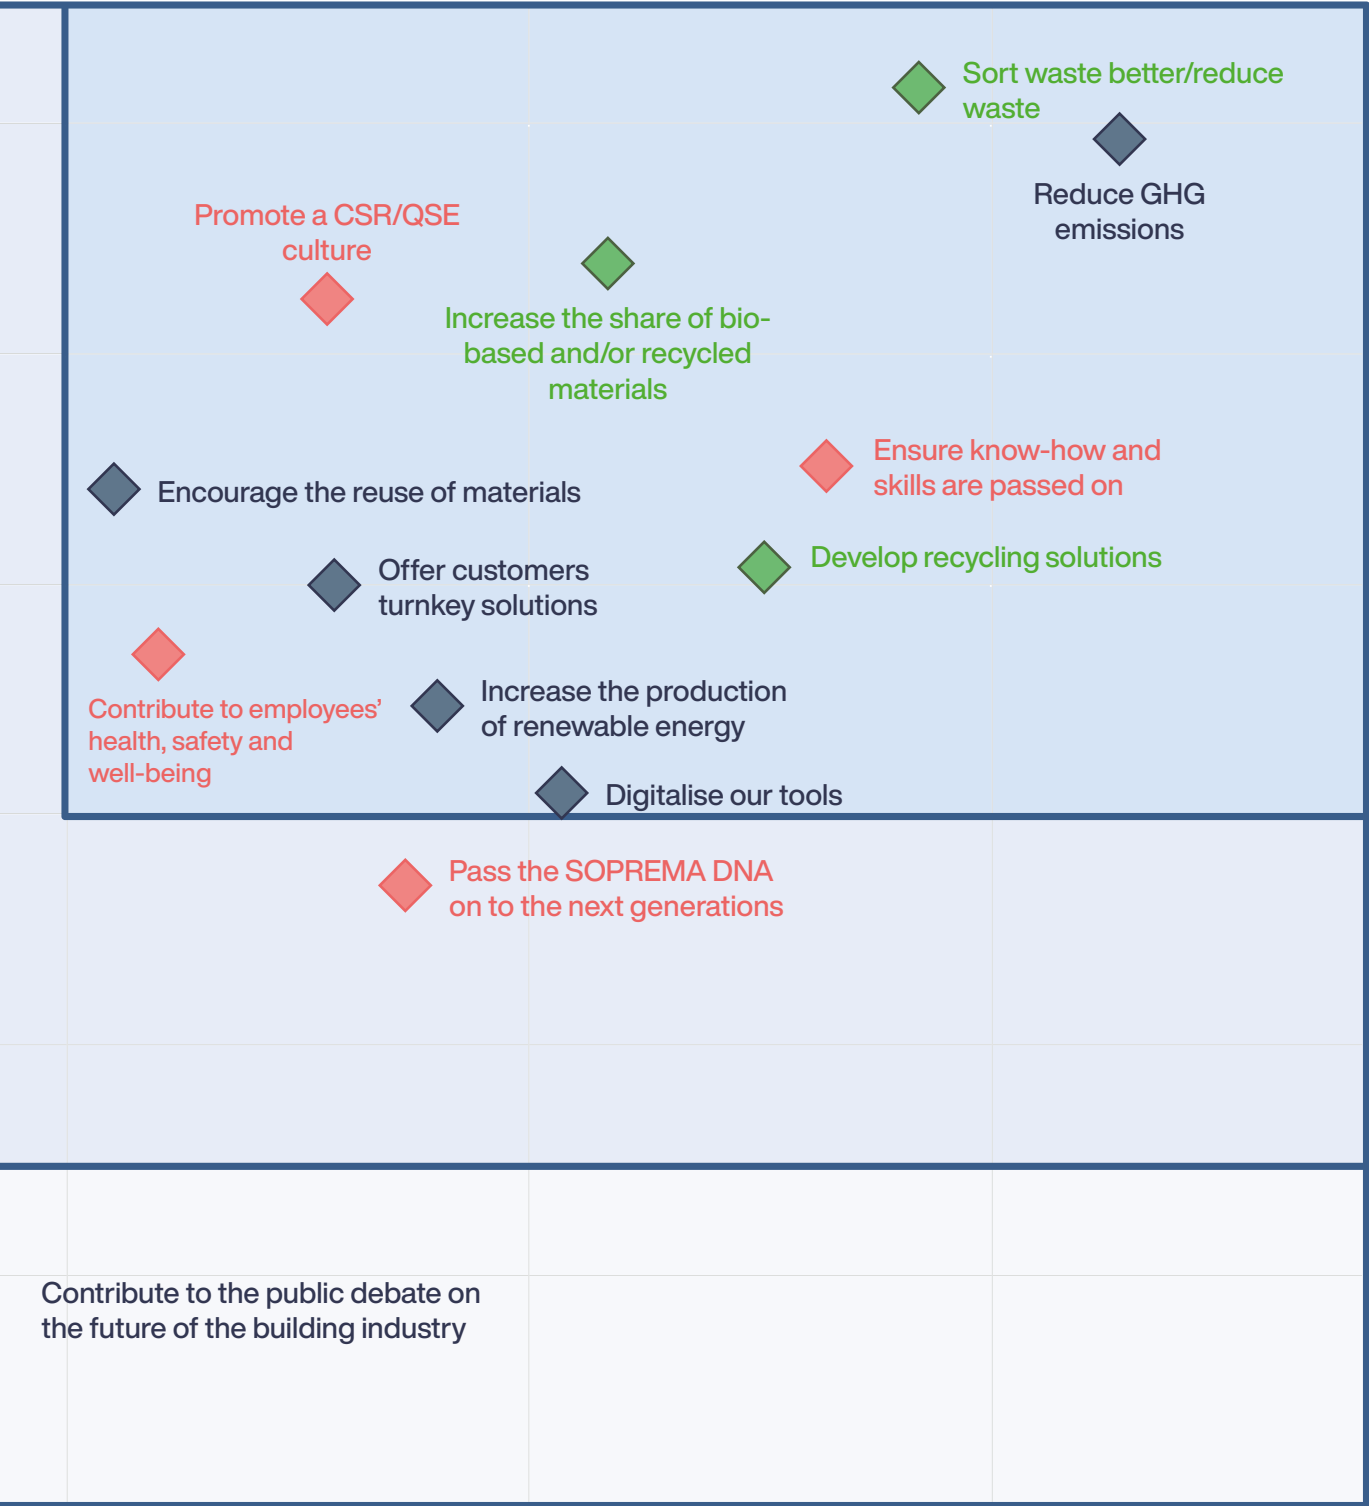 Sort waste better/reduce
waste
Reduce GHG
emissions
Promote a CSR/QSE
culture
Increase the share of bio-
based and/or recycled
materials
Ensure know-how and
skills are passed on
Encourage the reuse of materials
Develop recycling solutions
Offer customers
turnkey solutions
Contribute to employees’
health, safety and
well-being
Increase the production
of renewable energy
Digitalise our tools
Pass the SOPREMA DNA
on to the next generations
Contribute to the public debate on
the future of the building industry